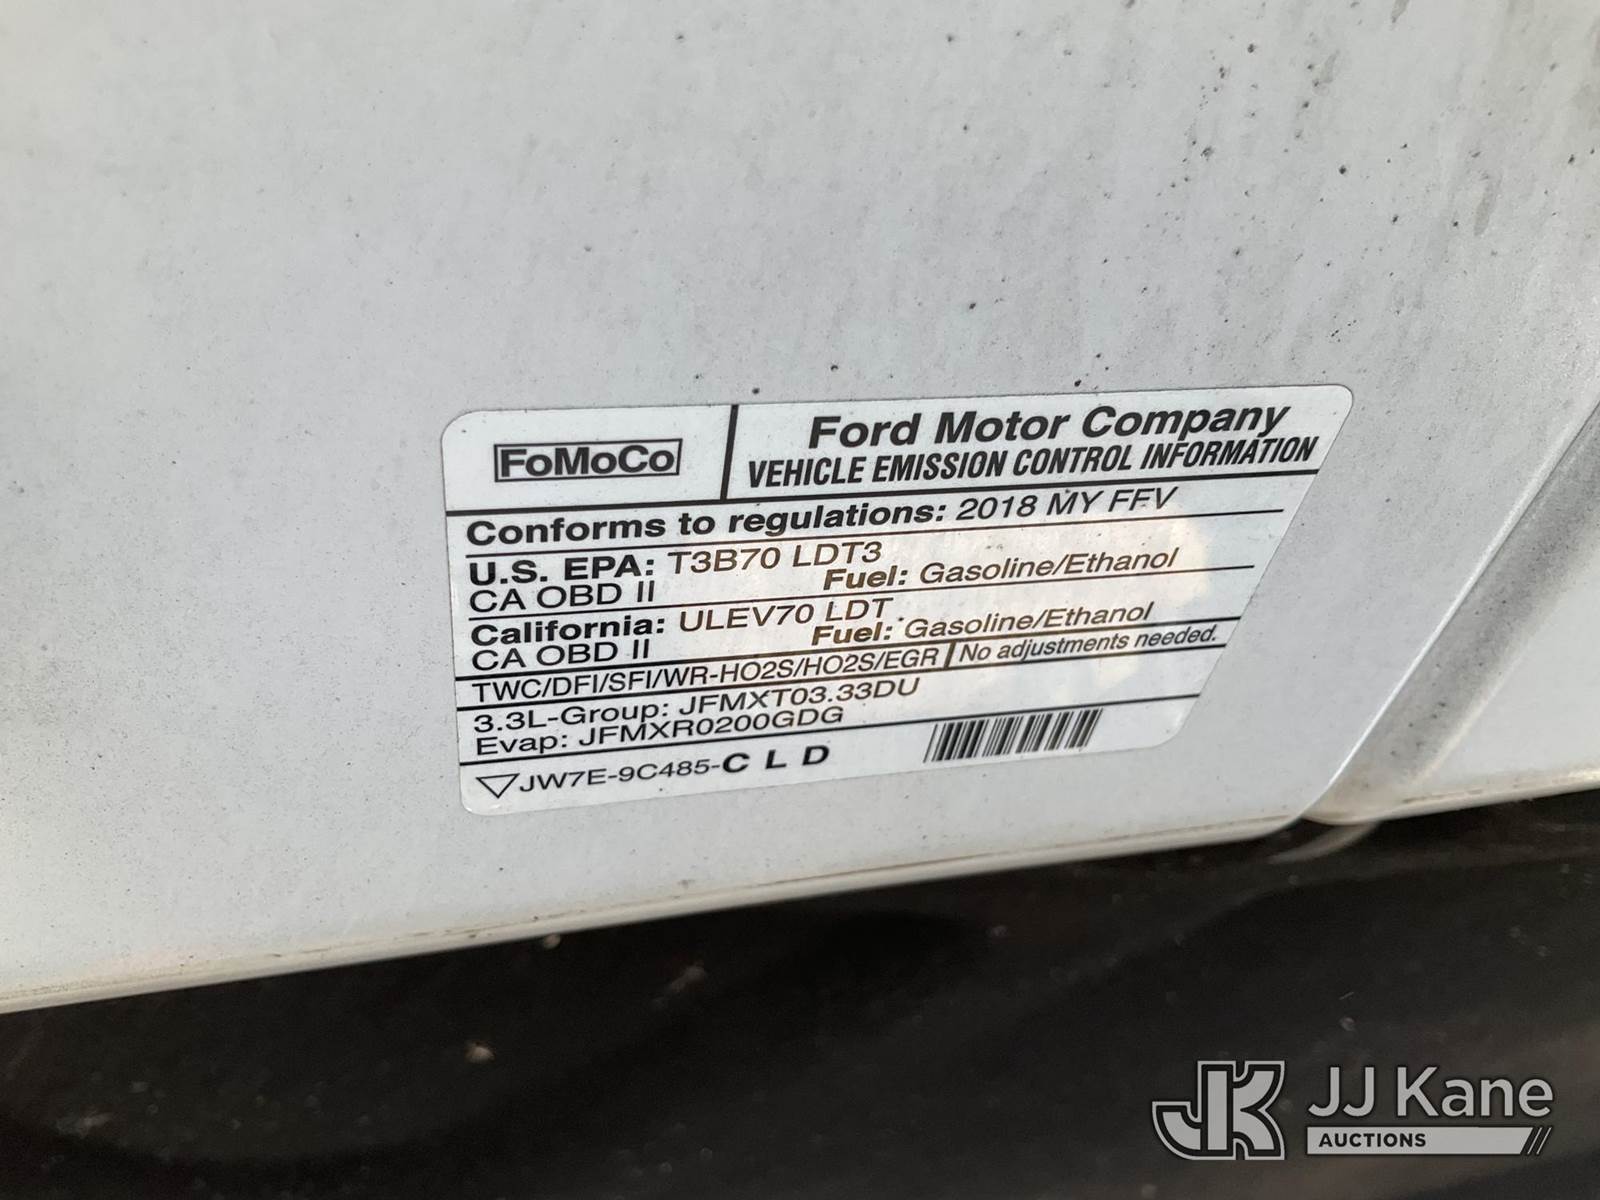 FoMoCo
Ford Motor Company
VEHICLE EMISSION CONTROL INFORMATION
Conforms to regulations: 2018 MY FFV
U.S. EPA: T3B70 LDT3
CA OBD II Fuel: Gasoline/Ethanol
California: ULEV70 LDT
CA OBD II Fuel: Gasoline/Ethanol
TWC/DFI/SFI/WR-HO2S/HO2S/EGR No adjustments needed.
3.3L-Group: JFMXT03.33DU
Evap: JFMXR0200GDG
JW7E-9C485-C L D
JK JJ Kane
AUCTIONS